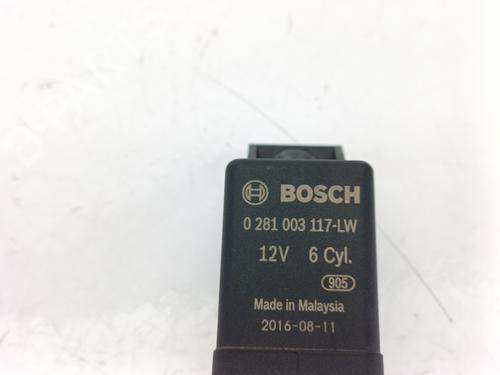 BOSCH
0 281 003 117-LW
12V 6 Cyl.
905
Made in Malaysia
2016-08-11